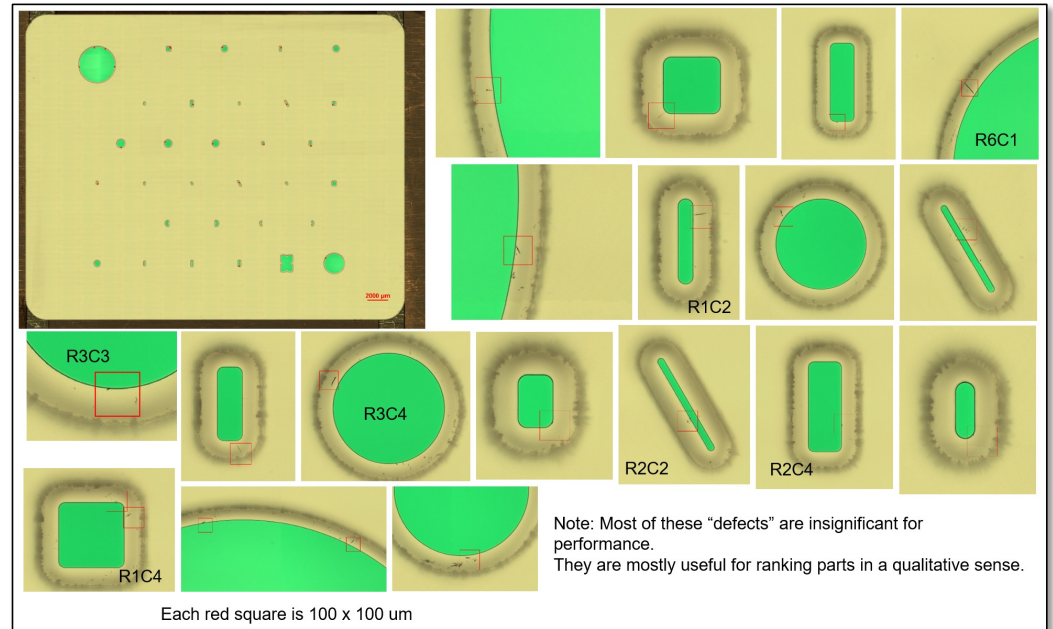 2000 µm
R6C1
R1C2
R3C3
R3C4
R2C2
R2C4
R1C4
Note: Most of these “defects” are insignificant for
performance.
They are mostly useful for ranking parts in a qualitative sense.
Each red square is 100 x 100 um